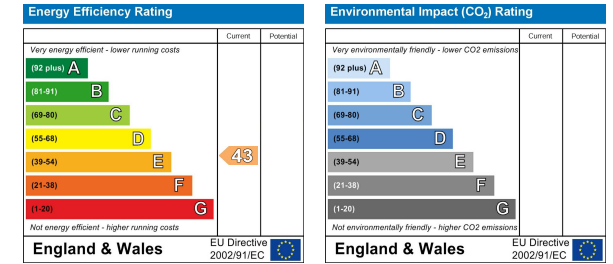 Energy Efficiency Rating
Current Potential
Very energy efficient - lower running costs
(92 plus) A
(81-91) B
(69-80) C
(55-68) D
(39-54) E
43
(21-38) F
(1-20) G
Not energy efficient - higher running costs
England & Wales
EU Directive
2002/91/EC
Environmental Impact (CO₂) Rating
Current Potential
Very environmentally friendly - lower CO2 emissions
(92 plus) A
(81-91) B
(69-80) C
(55-68) D
(39-54) E
(21-38) F
(1-20) G
Not environmentally friendly - higher CO2 emissions
England & Wales
EU Directive
2002/91/EC